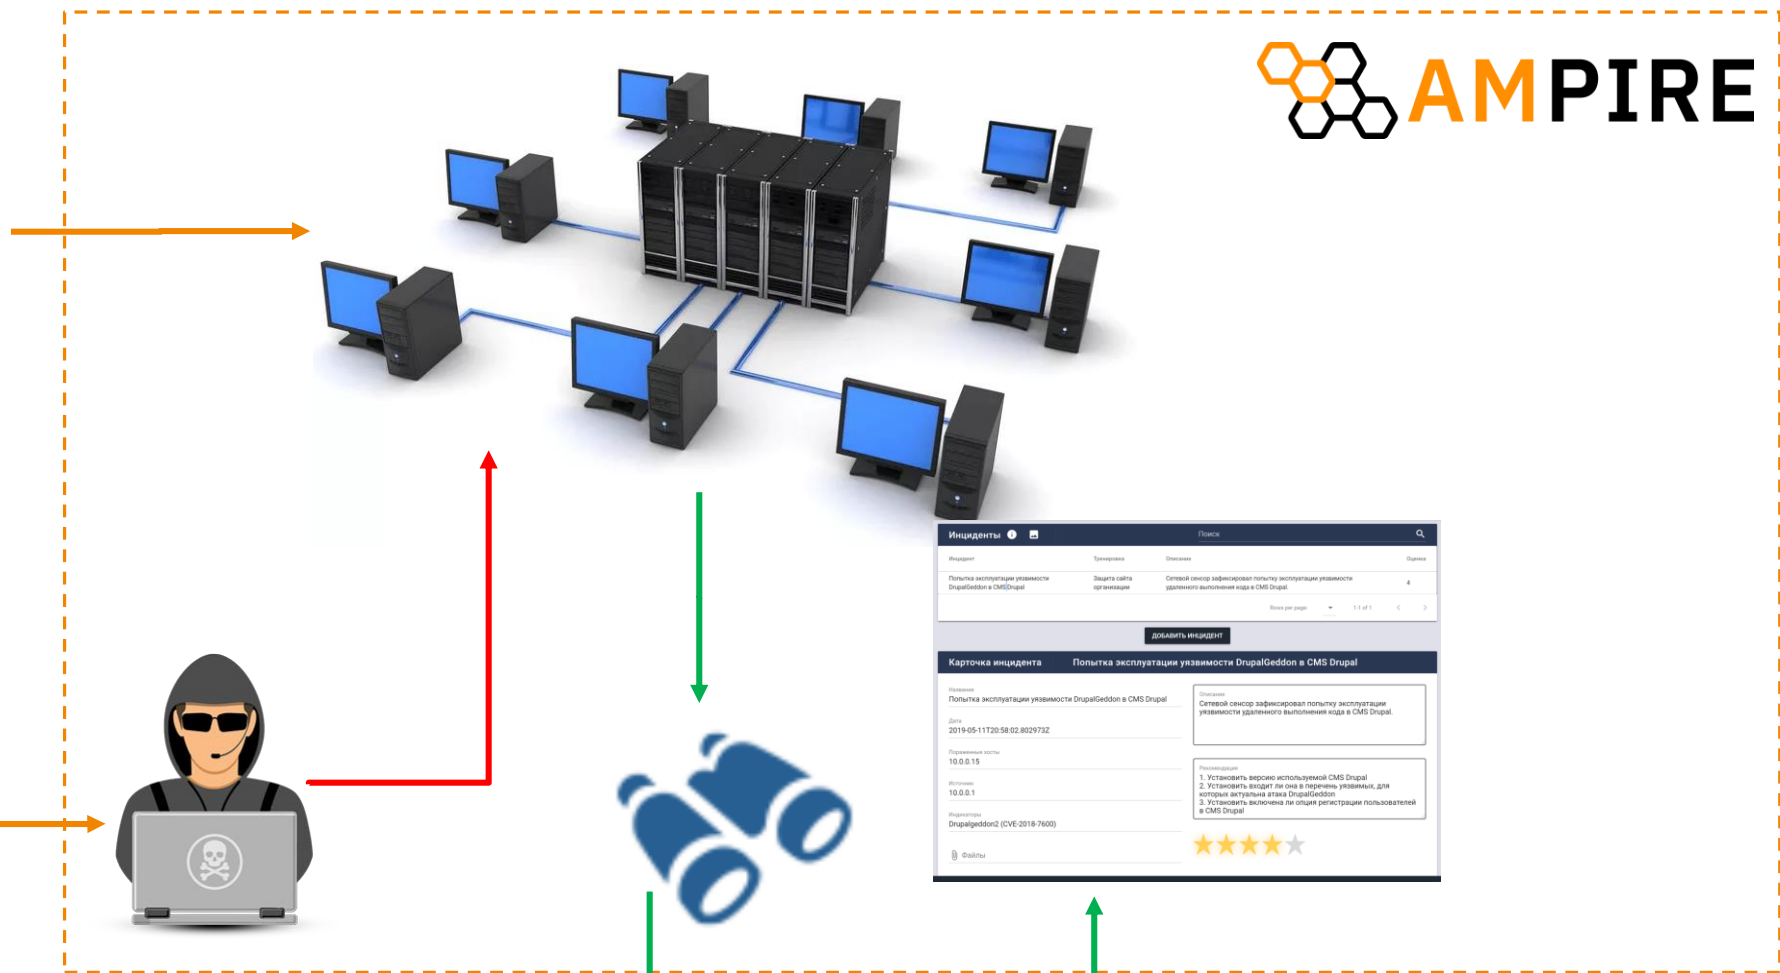 AMPIRE
Инциденты
Поиск
Инцидент Тренировка Описание Оценка
Попытка эксплуатации уязвимости
DrupalGeddon в CMS Drupal
Защита сайта
организации
Сетевой сенсор зафиксировал попытку эксплуатации уязвимости
удаленного выполнения кода в CMS Drupal.
4
Rows per page: 1-1 of 1
ДОБАВИТЬ ИНЦИДЕНТ
Карточка инцидента Попытка эксплуатации уязвимости DrupalGeddon в CMS Drupal
Название
Попытка эксплуатации уязвимости DrupalGeddon в CMS Drupal
Дата
2019-05-11T20:58:02.802973Z
Пораженные хосты
10.0.0.15
Источник
10.0.0.1
Индикаторы
Drupalgeddon2 (CVE-2018-7600)
Файлы
Описание
Сетевой сенсор зафиксировал попытку эксплуатации
уязвимости удаленного выполнения кода в CMS Drupal.
Рекомендации
1. Установить версию используемой CMS Drupal
2. Установить входит ли она в перечень уязвимых, для
которых актуальна атака DrupalGeddon
3. Установить включена ли опция регистрации пользователей
в CMS Drupal